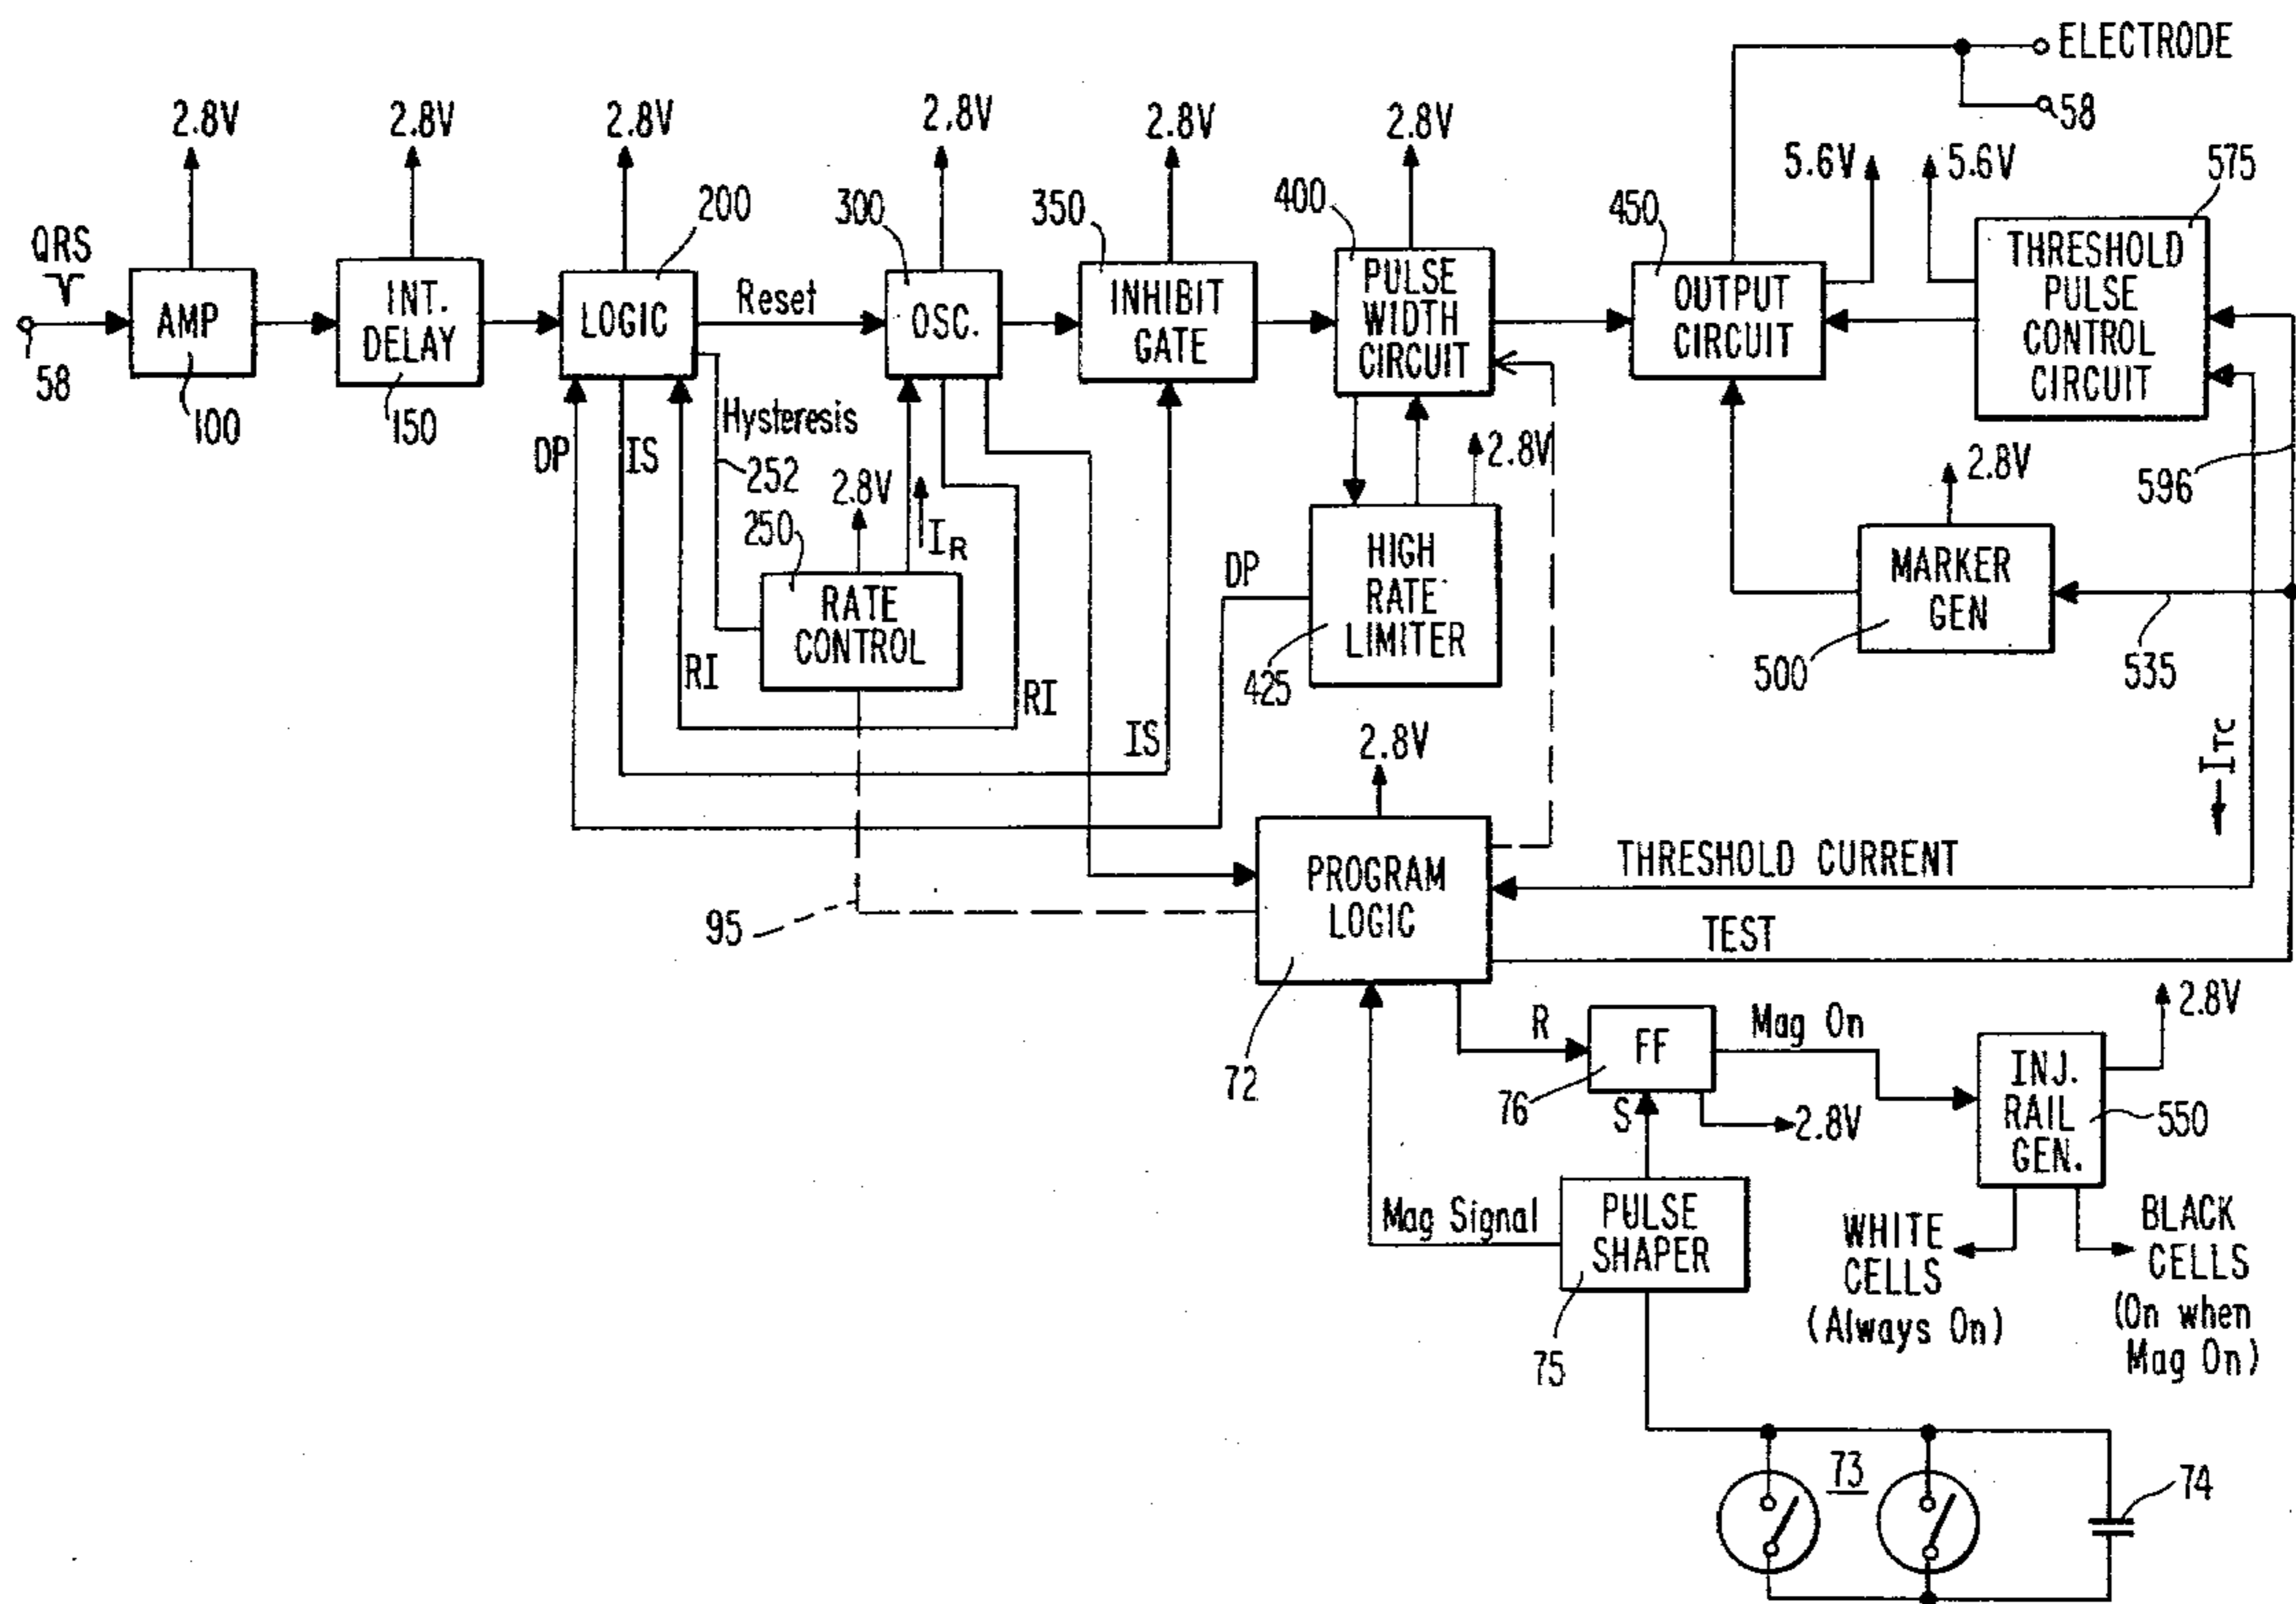 ELECTRODE
58
2.8V
2.8V
2.8V
2.8V
2.8V
2.8V
5.6V
5.6V
575
QRS
58
AMP
100
INT.
DELAY
150
200
LOGIC
Reset
300
OSC.
350
INHIBIT
GATE
400
PULSE
WIDTH
CIRCUIT
450
OUTPUT
CIRCUIT
THRESHOLD
PULSE
CONTROL
CIRCUIT
DP
IS
Hysteresis
252
250
2.8V
IR
RATE
CONTROL
RI
RI
IS
DP
2.8V
HIGH
RATE
LIMITER
425
2.8V
MARKER
GEN
500
535
596
ITC
95
2.8V
PROGRAM
LOGIC
72
THRESHOLD CURRENT
TEST
R
FF
76
S
Mag On
2.8V
2.8V
INJ.
RAIL
GEN.
550
Mag Signal
PULSE
SHAPER
75
WHITE
CELLS
(Always On)
BLACK
CELLS
(On when
Mag On)
73
74